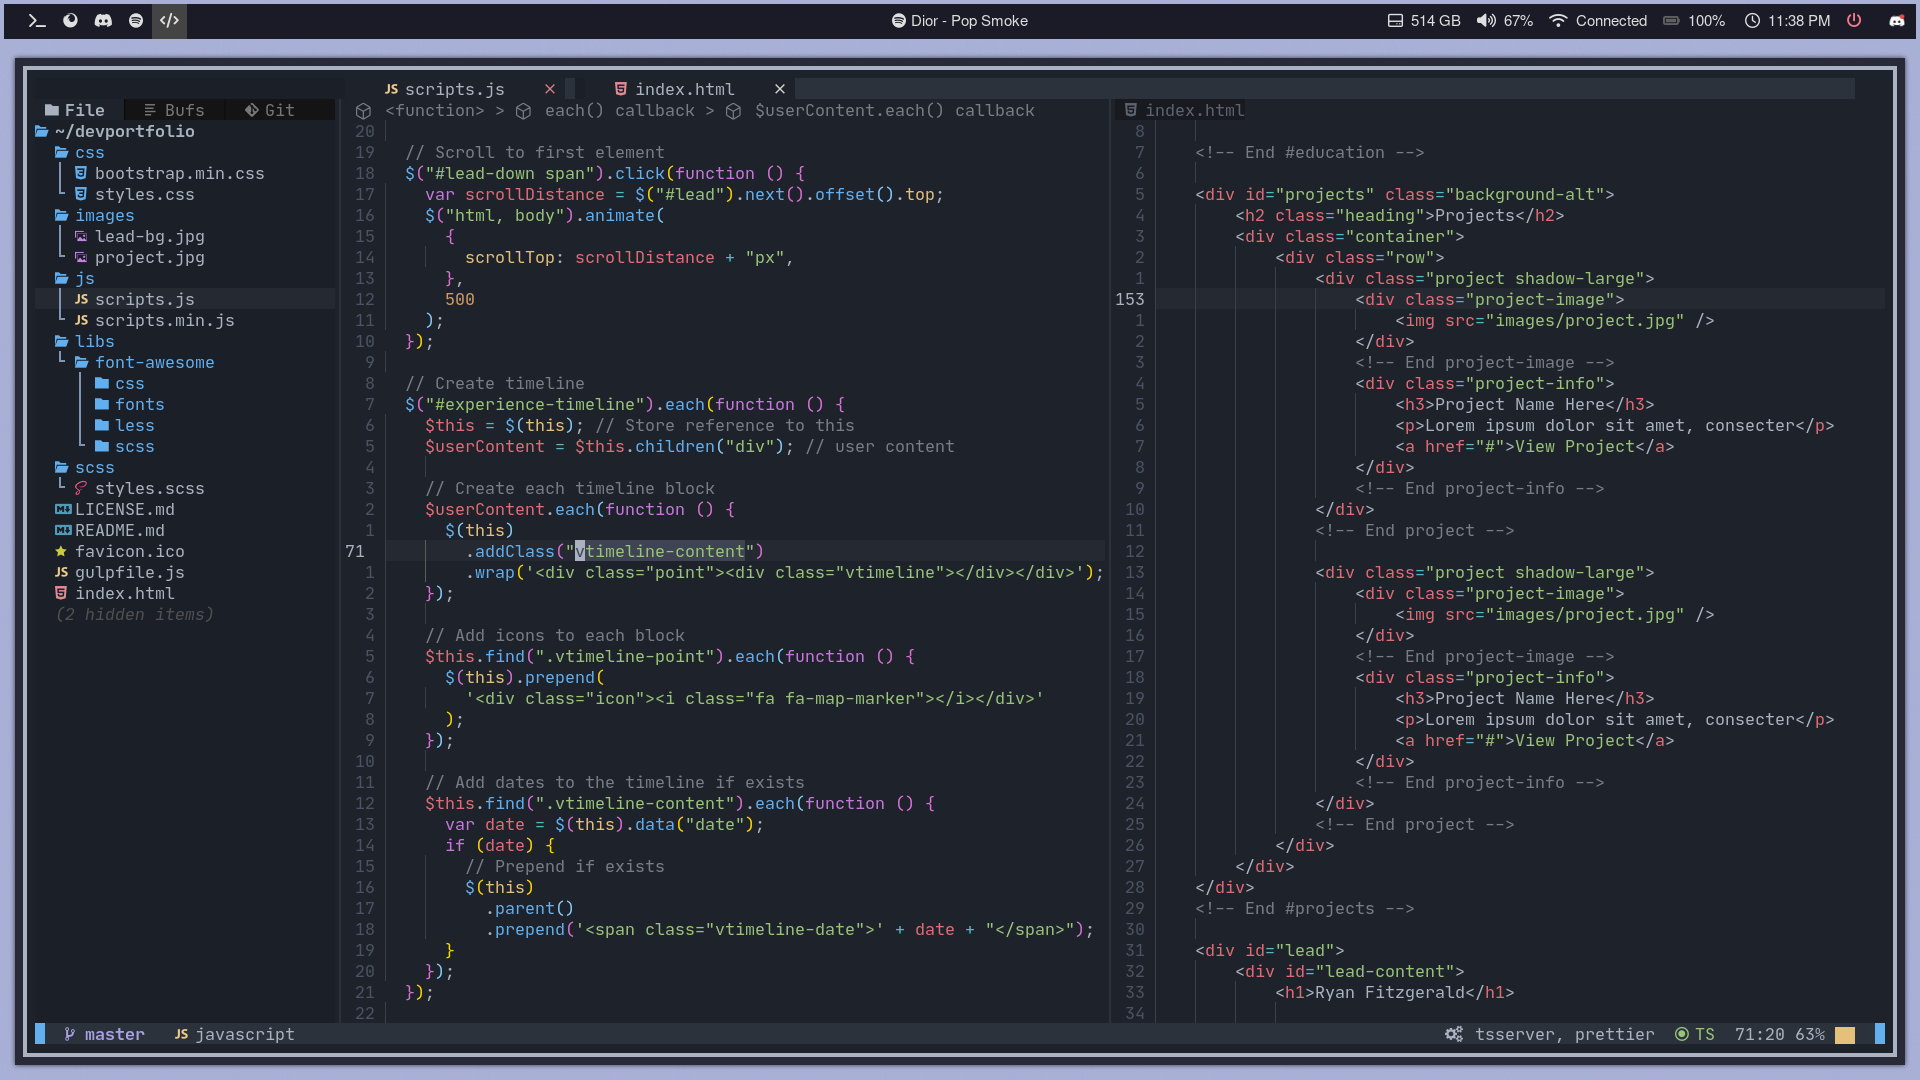 Dior - Pop Smoke
514 GB 67% Connected 100% 11:38 PM
JS scripts.js × index.html ×
File Bufs Git
~/devportfolio
css
bootstrap.min.css
styles.css
images
lead-bg.jpg
project.jpg
js
JS scripts.js
JS scripts.min.js
libs
font-awesome
css
fonts
less
scss
scss
styles.scss
LICENSE.md
README.md
favicon.ico
JS gulpfile.js
index.html
(2 hidden items)
<function> > each() callback > $userContent.each() callback
20
19 // Scroll to first element
18 $("#lead-down span").click(function () {
17 var scrollDistance = $("#lead").next().offset().top;
16 $("html, body").animate(
15 {
14 scrollTop: scrollDistance + "px",
13 },
12 500
11 );
10 });
9
8 // Create timeline
7 $("#experience-timeline").each(function () {
6 $this = $(this); // Store reference to this
5 $userContent = $this.children("div"); // user content
4
3 // Create each timeline block
2 $userContent.each(function () {
1 $(this)
71 .addClass("vtimeline-content")
1 .wrap('<div class="point"><div class="vtimeline"></div></div>');
2 });
3
4 // Add icons to each block
5 $this.find(".vtimeline-point").each(function () {
6 $(this).prepend(
7 '<div class="icon"><i class="fa fa-map-marker"></i></div>'
8 );
9 });
10
11 // Add dates to the timeline if exists
12 $this.find(".vtimeline-content").each(function () {
13 var date = $(this).data("date");
14 if (date) {
15 // Prepend if exists
16 $(this)
17 .parent()
18 .prepend('<span class="vtimeline-date">' + date + "</span>");
19 }
20 });
21 });
22
index.html
8
7 <!-- End #education -->
6
5 <div id="projects" class="background-alt">
4 <h2 class="heading">Projects</h2>
3 <div class="container">
2 <div class="row">
1 <div class="project shadow-large">
153 <div class="project-image">
1 <img src="images/project.jpg" />
2 </div>
3 <!-- End project-image -->
4 <div class="project-info">
5 <h3>Project Name Here</h3>
6 <p>Lorem ipsum dolor sit amet, consecter</p>
7 <a href="#">View Project</a>
8 </div>
9 <!-- End project-info -->
10 </div>
11 <!-- End project -->
12
13 <div class="project shadow-large">
14 <div class="project-image">
15 <img src="images/project.jpg" />
16 </div>
17 <!-- End project-image -->
18 <div class="project-info">
19 <h3>Project Name Here</h3>
20 <p>Lorem ipsum dolor sit amet, consecter</p>
21 <a href="#">View Project</a>
22 </div>
23 <!-- End project-info -->
24 </div>
25 <!-- End project -->
26 </div>
27 </div>
28 </div>
29 <!-- End #projects -->
30
31 <div id="lead">
32 <div id="lead-content">
33 <h1>Ryan Fitzgerald</h1>
34
master JS javascript tsserver, prettier TS 71:20 63%